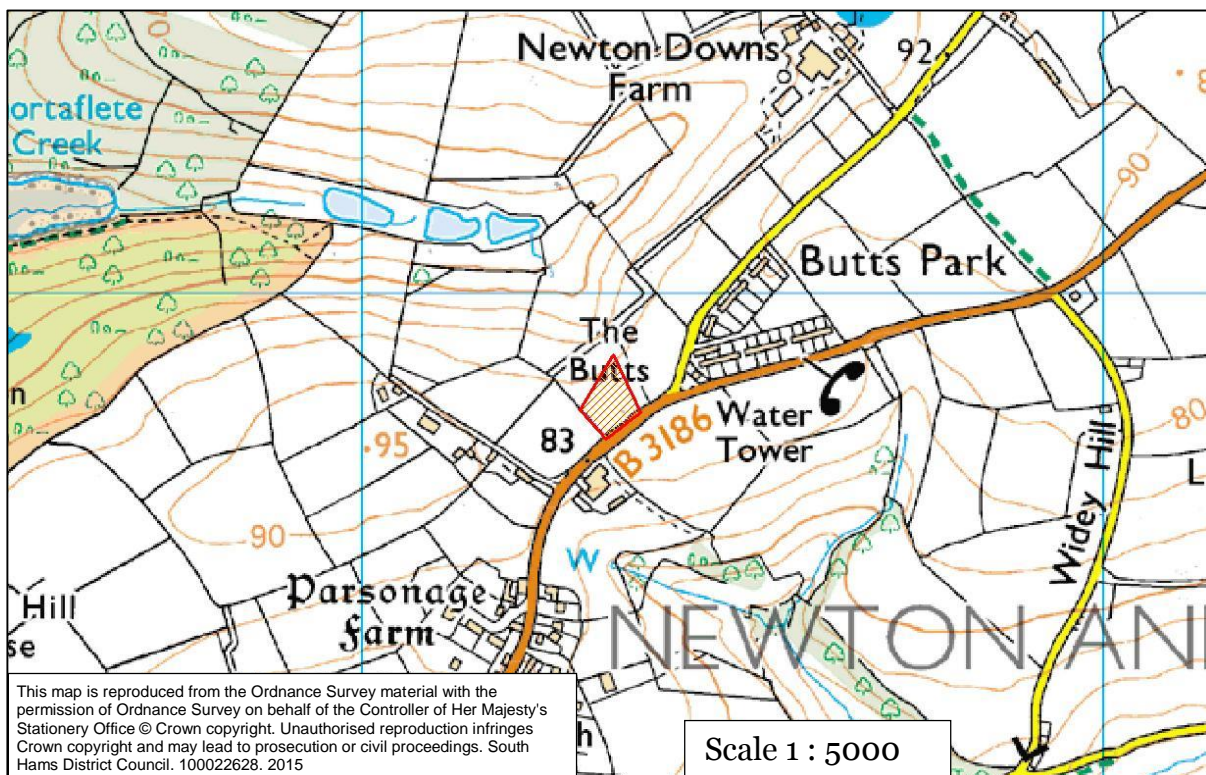 Newton Downs
Farm
92
ortaflete
Creek
90
Butts Park
The
Butts
83
B 3186
Water
Tower
95
90
80
Widey Hill
L
n
W
Parsonage
Farm
Hill
se
NEWTON AN
h
This map is reproduced from the Ordnance Survey material with the
permission of Ordnance Survey on behalf of the Controller of Her Majesty's
Stationery Office © Crown copyright. Unauthorised reproduction infringes
Crown copyright and may lead to prosecution or civil proceedings. South
Hams District Council. 100022628. 2015
Scale 1 : 5000